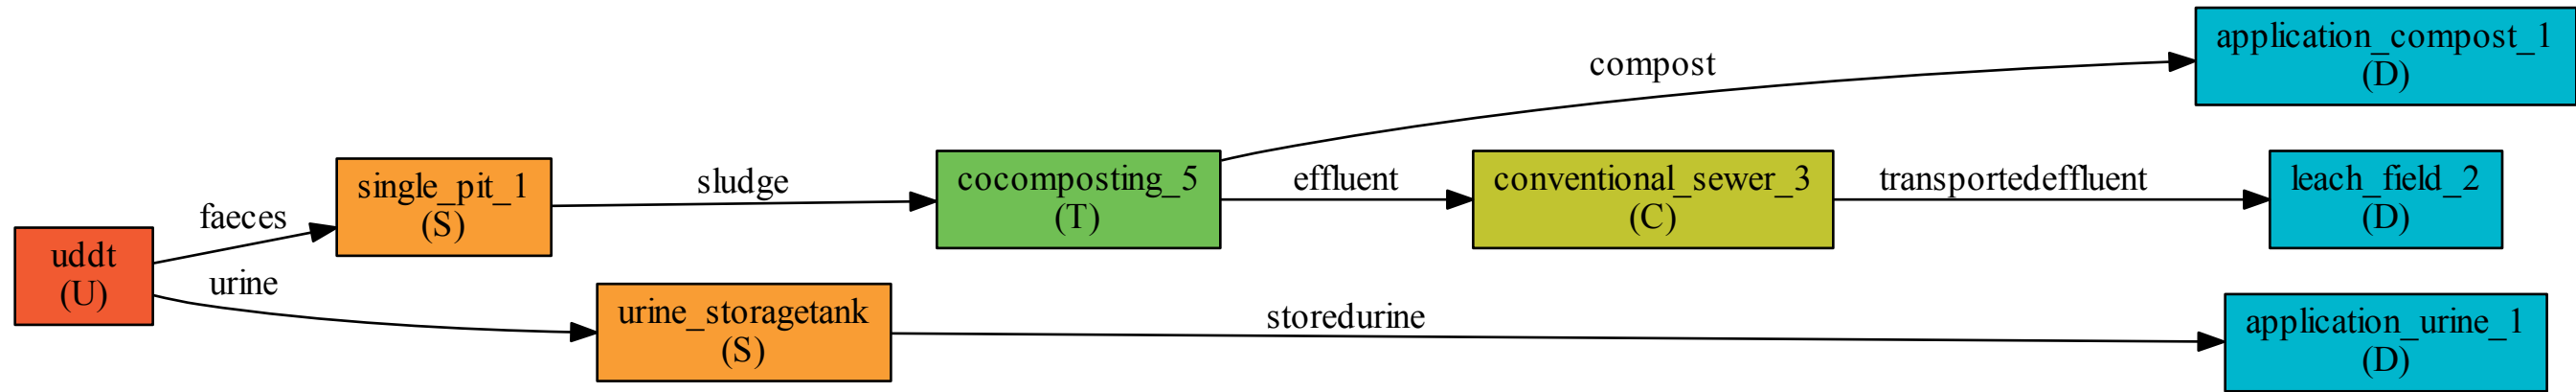 application_compost_1
(D)
compost
single_pit_1
(S)
sludge
cocomposting_5
(T)
effluent
conventional_sewer_3
(C)
transportedeffluent
leach_field_2
(D)
faeces
uddt
(U)
urine
urine_storagetank
(S)
storedurine
application_urine_1
(D)